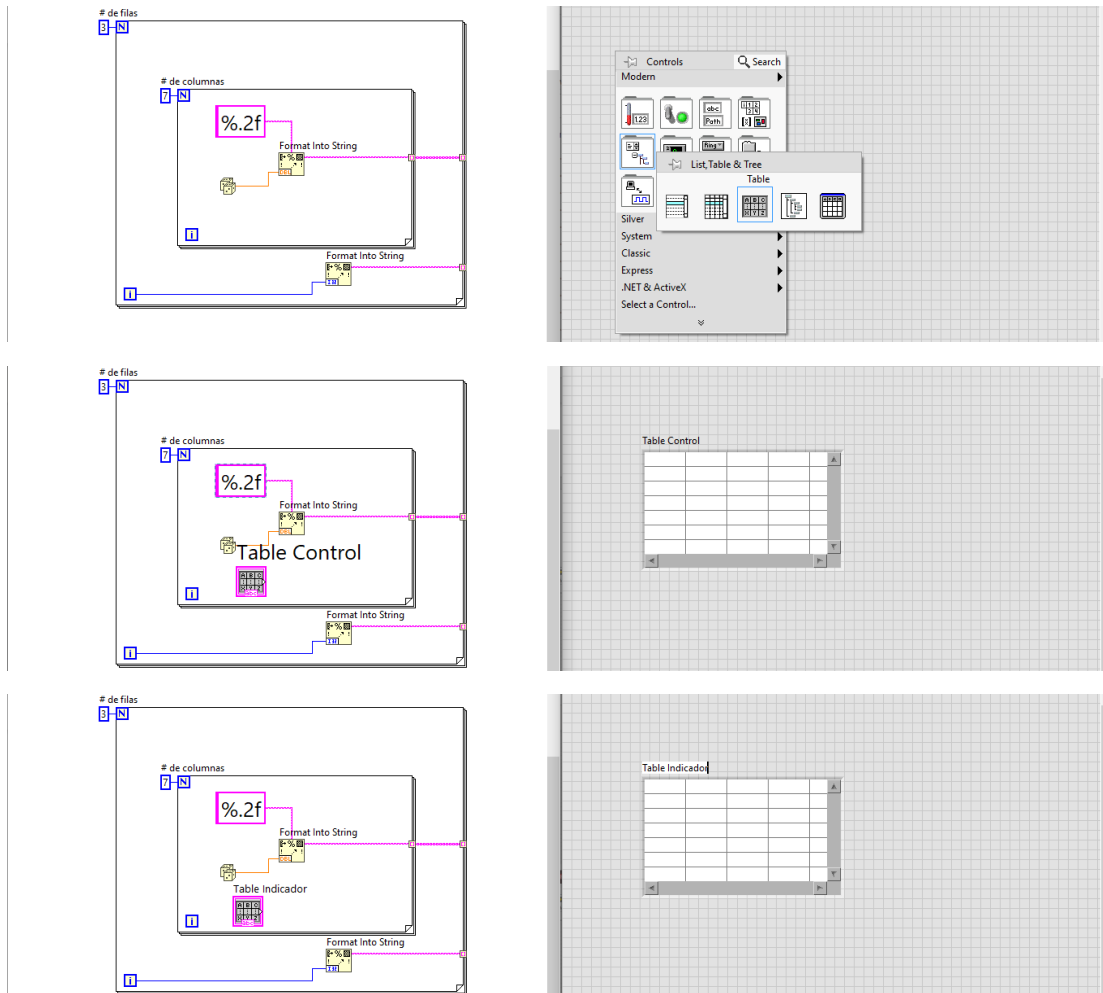 # de filas
3 N
# de columnas
7 N
%.2f
Format Into String
i
Format Into String
i
Controls
Search
Modern
List, Table & Tree
Table
Silver
System
Classic
Express
.NET & ActiveX
Select a Control...
# de filas
3 N
# de columnas
7 N
%.2f
Format Into String
Table Control
i
Format Into String
i
Table Control
# de filas
3 N
# de columnas
7 N
%.2f
Format Into String
Table Indicador
i
Format Into String
i
Table Indicador